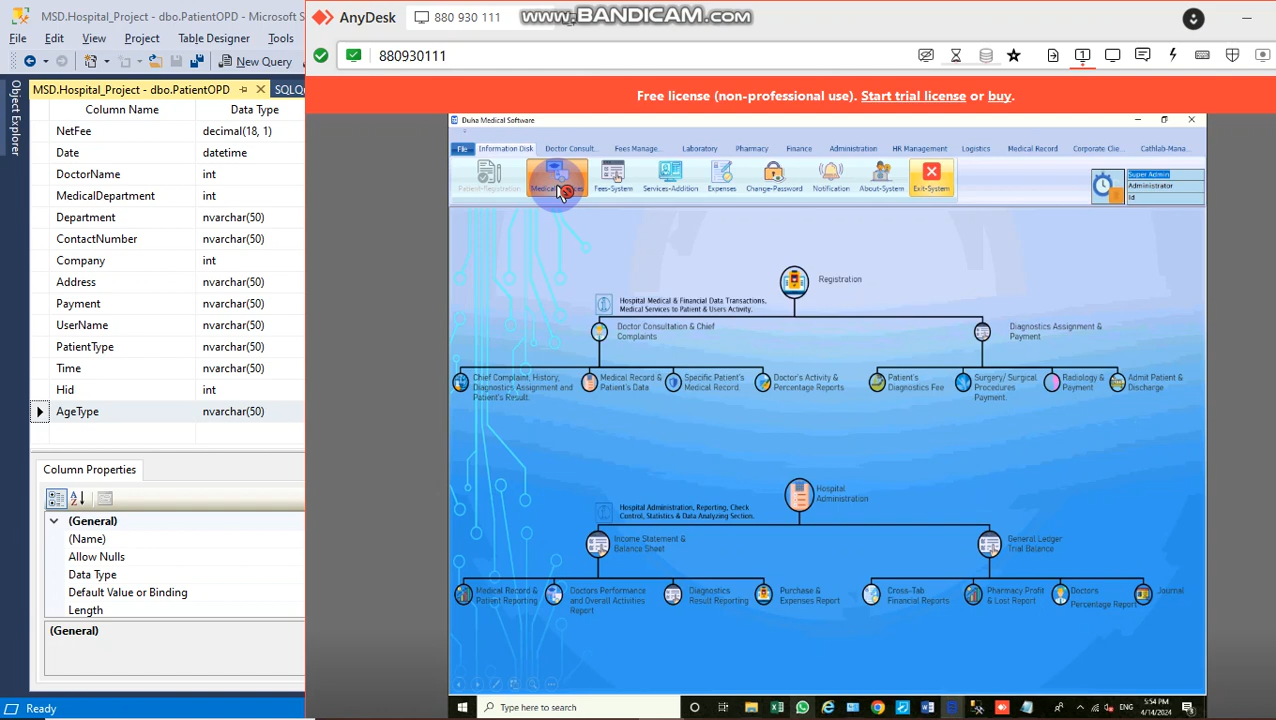 dbo.PatientOPD - Microsoft S
File
Edit
View
Project
Table Designer
Tools
New Query
MSD.Hospital_Project - dbo.PatientOPD
SQLQ
Object Explorer
Column Name
Data Type
NetFee
decimal(18, 1)
Date
datetime
DoctorName
int
MedicalDepartment
int
Department
nvarchar(50)
ContactNumber
nvarchar(50)
Company
int
Address
nvarchar(50)
Payment
nvarchar(50)
UserName
nvarchar(50)
PatientType
nvarchar(50)
Time
nvarchar(50)
Hid
int
AgeType
nvarchar(50)
Column Properties
(General)
(Name)
Allow Nulls
Data Type
Default Value or Binding
Length
(General)
Ready
AnyDesk
880 930 111
www.BANDICAM.com
880930111
1
Free license (non-professional use). Start trial license or buy.
Duha Medical Software
File
Information Disk
Doctor Consult...
Fees Manage...
Laboratory
Pharmacy
Finance
Administration
HR Management
Logistics
Medical Record
Corporate Clie...
Cathlab-Mana...
Patient-Registration
Fees-System
Services-Addition
Expenses
Change-Password
Notification
About-System
Exit-System
Super Admin
Administrator
Id
Registration
Hospital Medical & Financial Data Transactions,
Medical Services to Patient & Users Activity.
Doctor Consultation & Chief
Complaints
Diagnostics Assignment &
Payment
Chief Complaint, History,
Diagnostics Assignment and
Patient's Result.
Medical Record &
Patient's Data
Specific Patient's
Medical Record
Doctor's Activity &
Percentage Reports
Patient's
Diagnostics Fee
Surgery/ Surgical
Procedures
Payment.
Radiology &
Payment
Admit Patient &
Discharge
Hospital
Administration
Hospital Administration, Reporting, Check
Control, Statistics & Data Analyzing Section.
Income Statement &
Balance Sheet
General Ledger
Trial Balance
Medical Record &
Patient Reporting
Doctors Performance
and Overall Activities
Report
Diagnostics
Result Reporting
Purchase &
Expenses Report
Cross-Tab
Financial Reports
Pharmacy Profit
& Lost Report
Doctors
Percentage Report
Journal
Type here to search
ENG
5:54 PM
4/14/2024